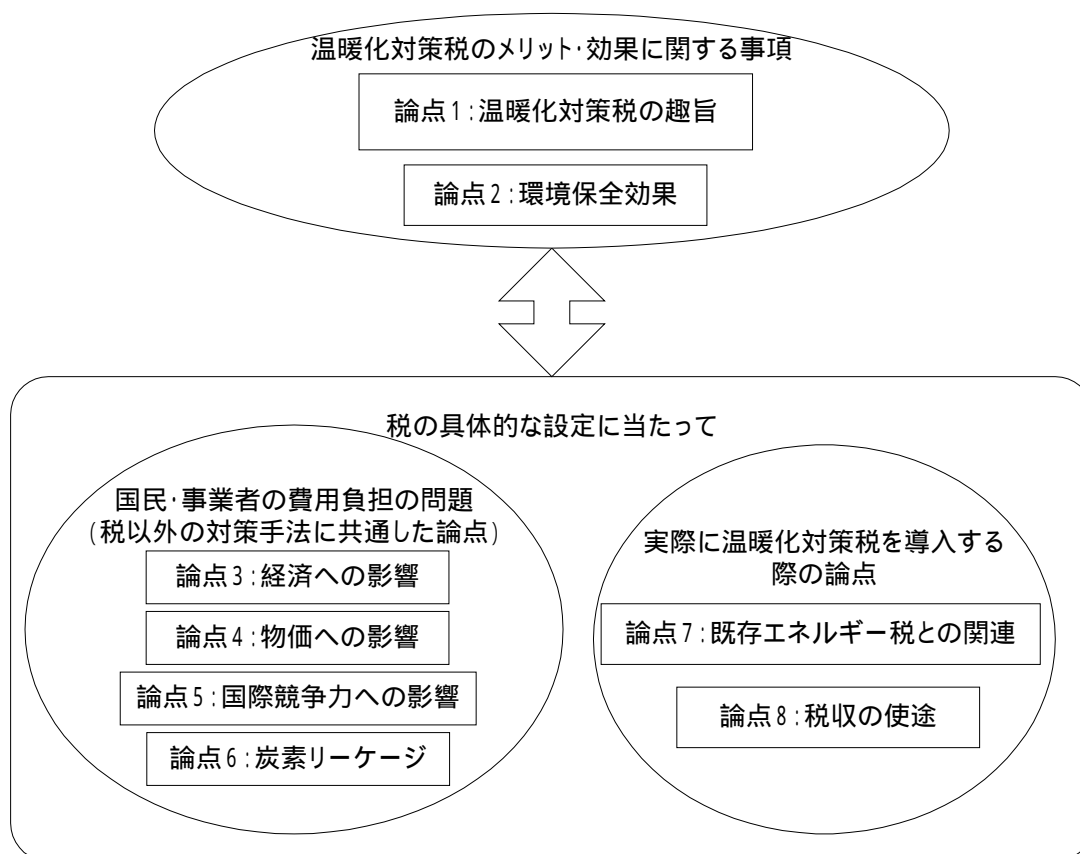 温暖化対策税のメリット・効果に関する事項
論点1:温暖化対策税の趣旨
論点2:環境保全効果
税の具体的な設定に当たって
国民・事業者の費用負担の問題
(税以外の対策手法に共通した論点)
論点3:経済への影響
論点4:物価への影響
論点5:国際競争力への影響
論点6:炭素リーケージ
実際に温暖化対策税を導入する
際の論点
論点7:既存エネルギー税との関連
論点8:税収の使途